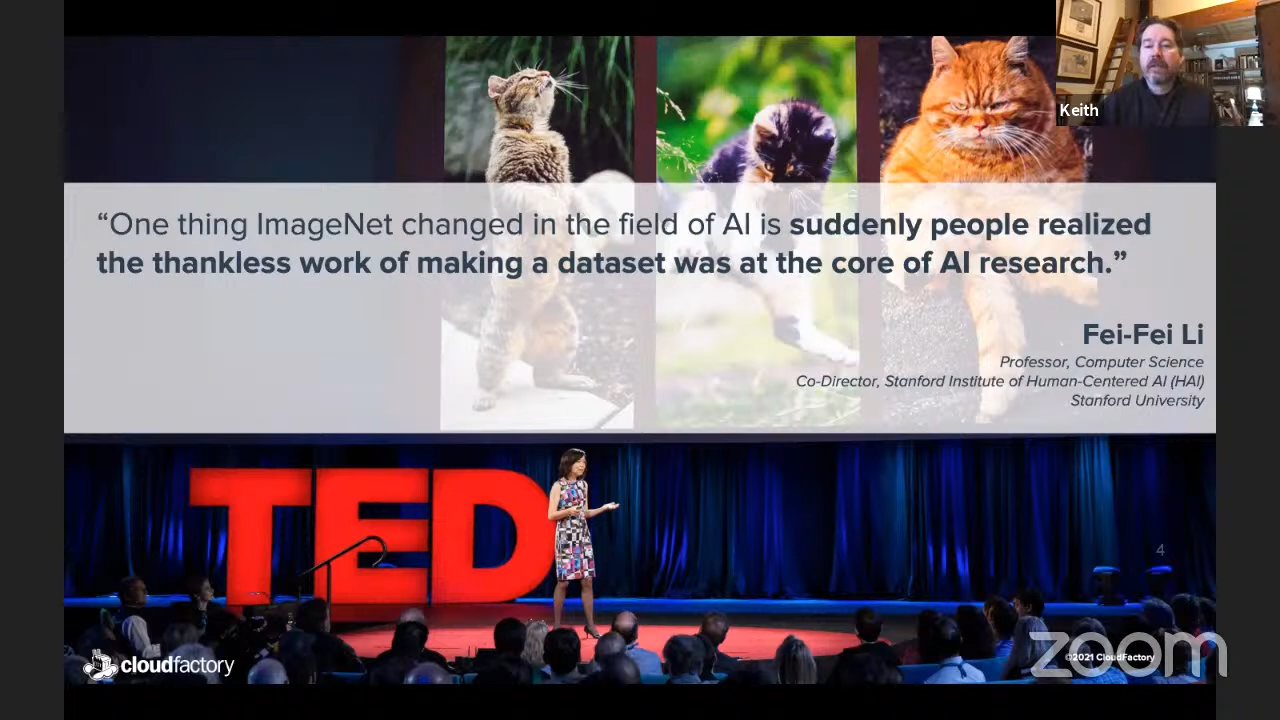 Keith
“One thing ImageNet changed in the field of AI is suddenly people realized
the thankless work of making a dataset was at the core of AI research.”
Fei-Fei Li
Professor, Computer Science
Co-Director, Stanford Institute of Human-Centered AI (HAI)
Stanford University
TED
4
cloudfactory
©2021 CloudFactory
zoom